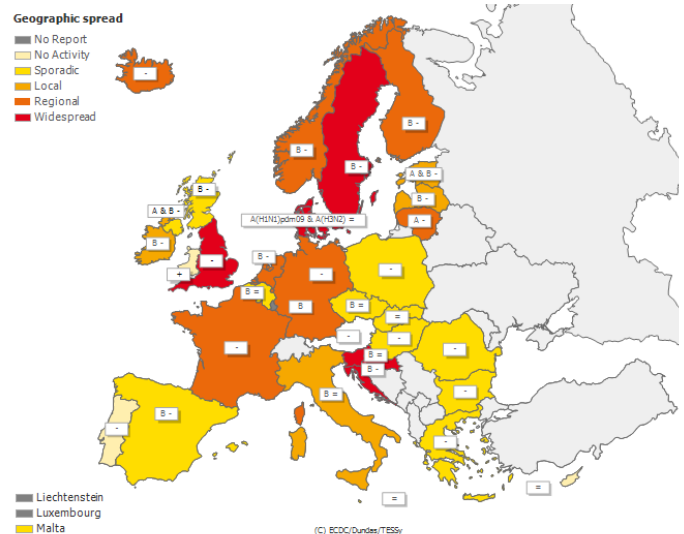 Geographic spread
No Report
No Activity
Sporadic
Local
Regional
Widespread
-
B -
B -
B -
B -
A & B -
A & B -
B -
A -
A(H1N1)pdm09 & A(H3N2) =
B -
B -
+
-
-
-
B =
B
B =
=
-
-
-
B =
B -
-
B =
-
B -
-
-
=
=
Liechtenstein
Luxembourg
Malta
(C) ECDC/Dundas/TESSy